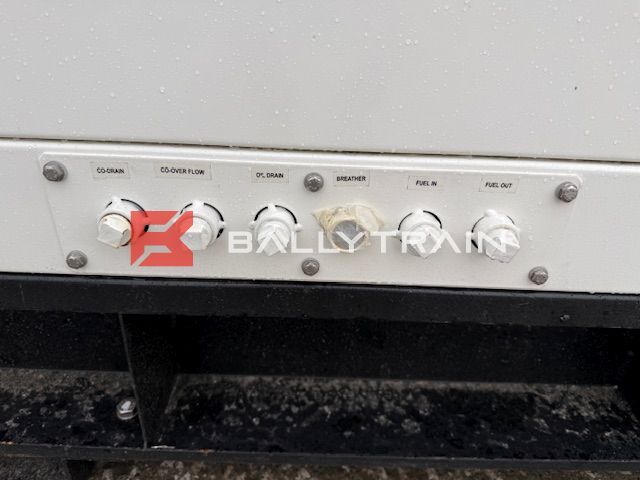 CO-DRAIN
CO-OVER FLOW
OIL DRAIN
BREATHER
FUEL IN
FUEL OUT
BALLYTRAIN